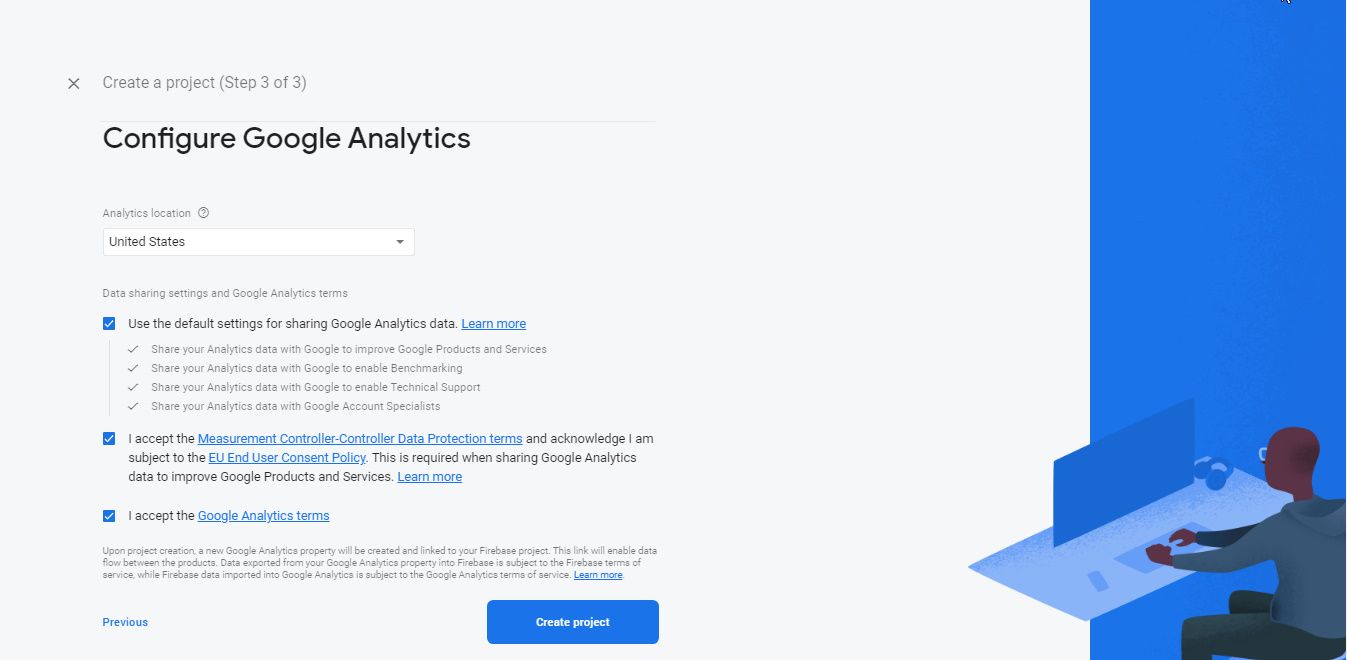 Create a project (Step 3 of 3)
Configure Google Analytics
Analytics location
United States
Data sharing settings and Google Analytics terms
Use the default settings for sharing Google Analytics data. Learn more
Share your Analytics data with Google to improve Google Products and Services
Share your Analytics data with Google to enable Benchmarking
Share your Analytics data with Google to enable Technical Support
Share your Analytics data with Google Account Specialists
I accept the Measurement Controller-Controller Data Protection terms and acknowledge I am
subject to the EU End User Consent Policy. This is required when sharing Google Analytics
data to improve Google Products and Services. Learn more
I accept the Google Analytics terms
Upon project creation, a new Google Analytics property will be created and linked to your Firebase project. This link will enable data
flow between the products. Data exported from your Google Analytics property into Firebase is subject to the Firebase terms of
service, while Firebase data imported into Google Analytics is subject to the Google Analytics terms of service. Learn more.
Previous
Create project